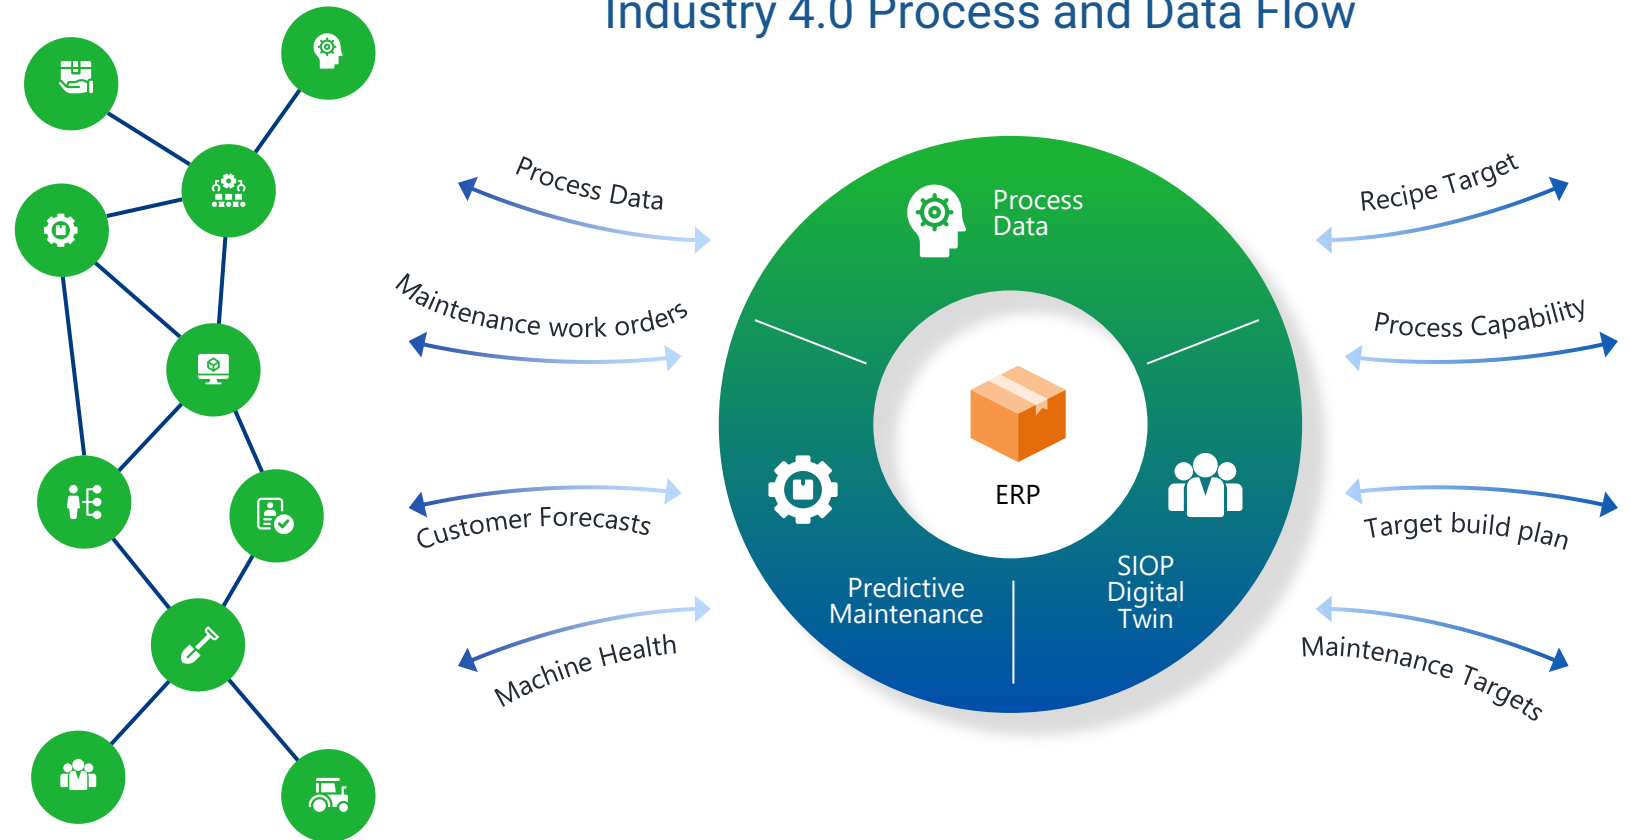 Industry 4.0 Process and Data Flow
Process Data
Maintenance work orders
Customer Forecasts
Machine Health
Process
Data
ERP
Predictive
Maintenance
SIOP
Digital
Twin
Recipe Target
Process Capability
Target build plan
Maintenance Targets